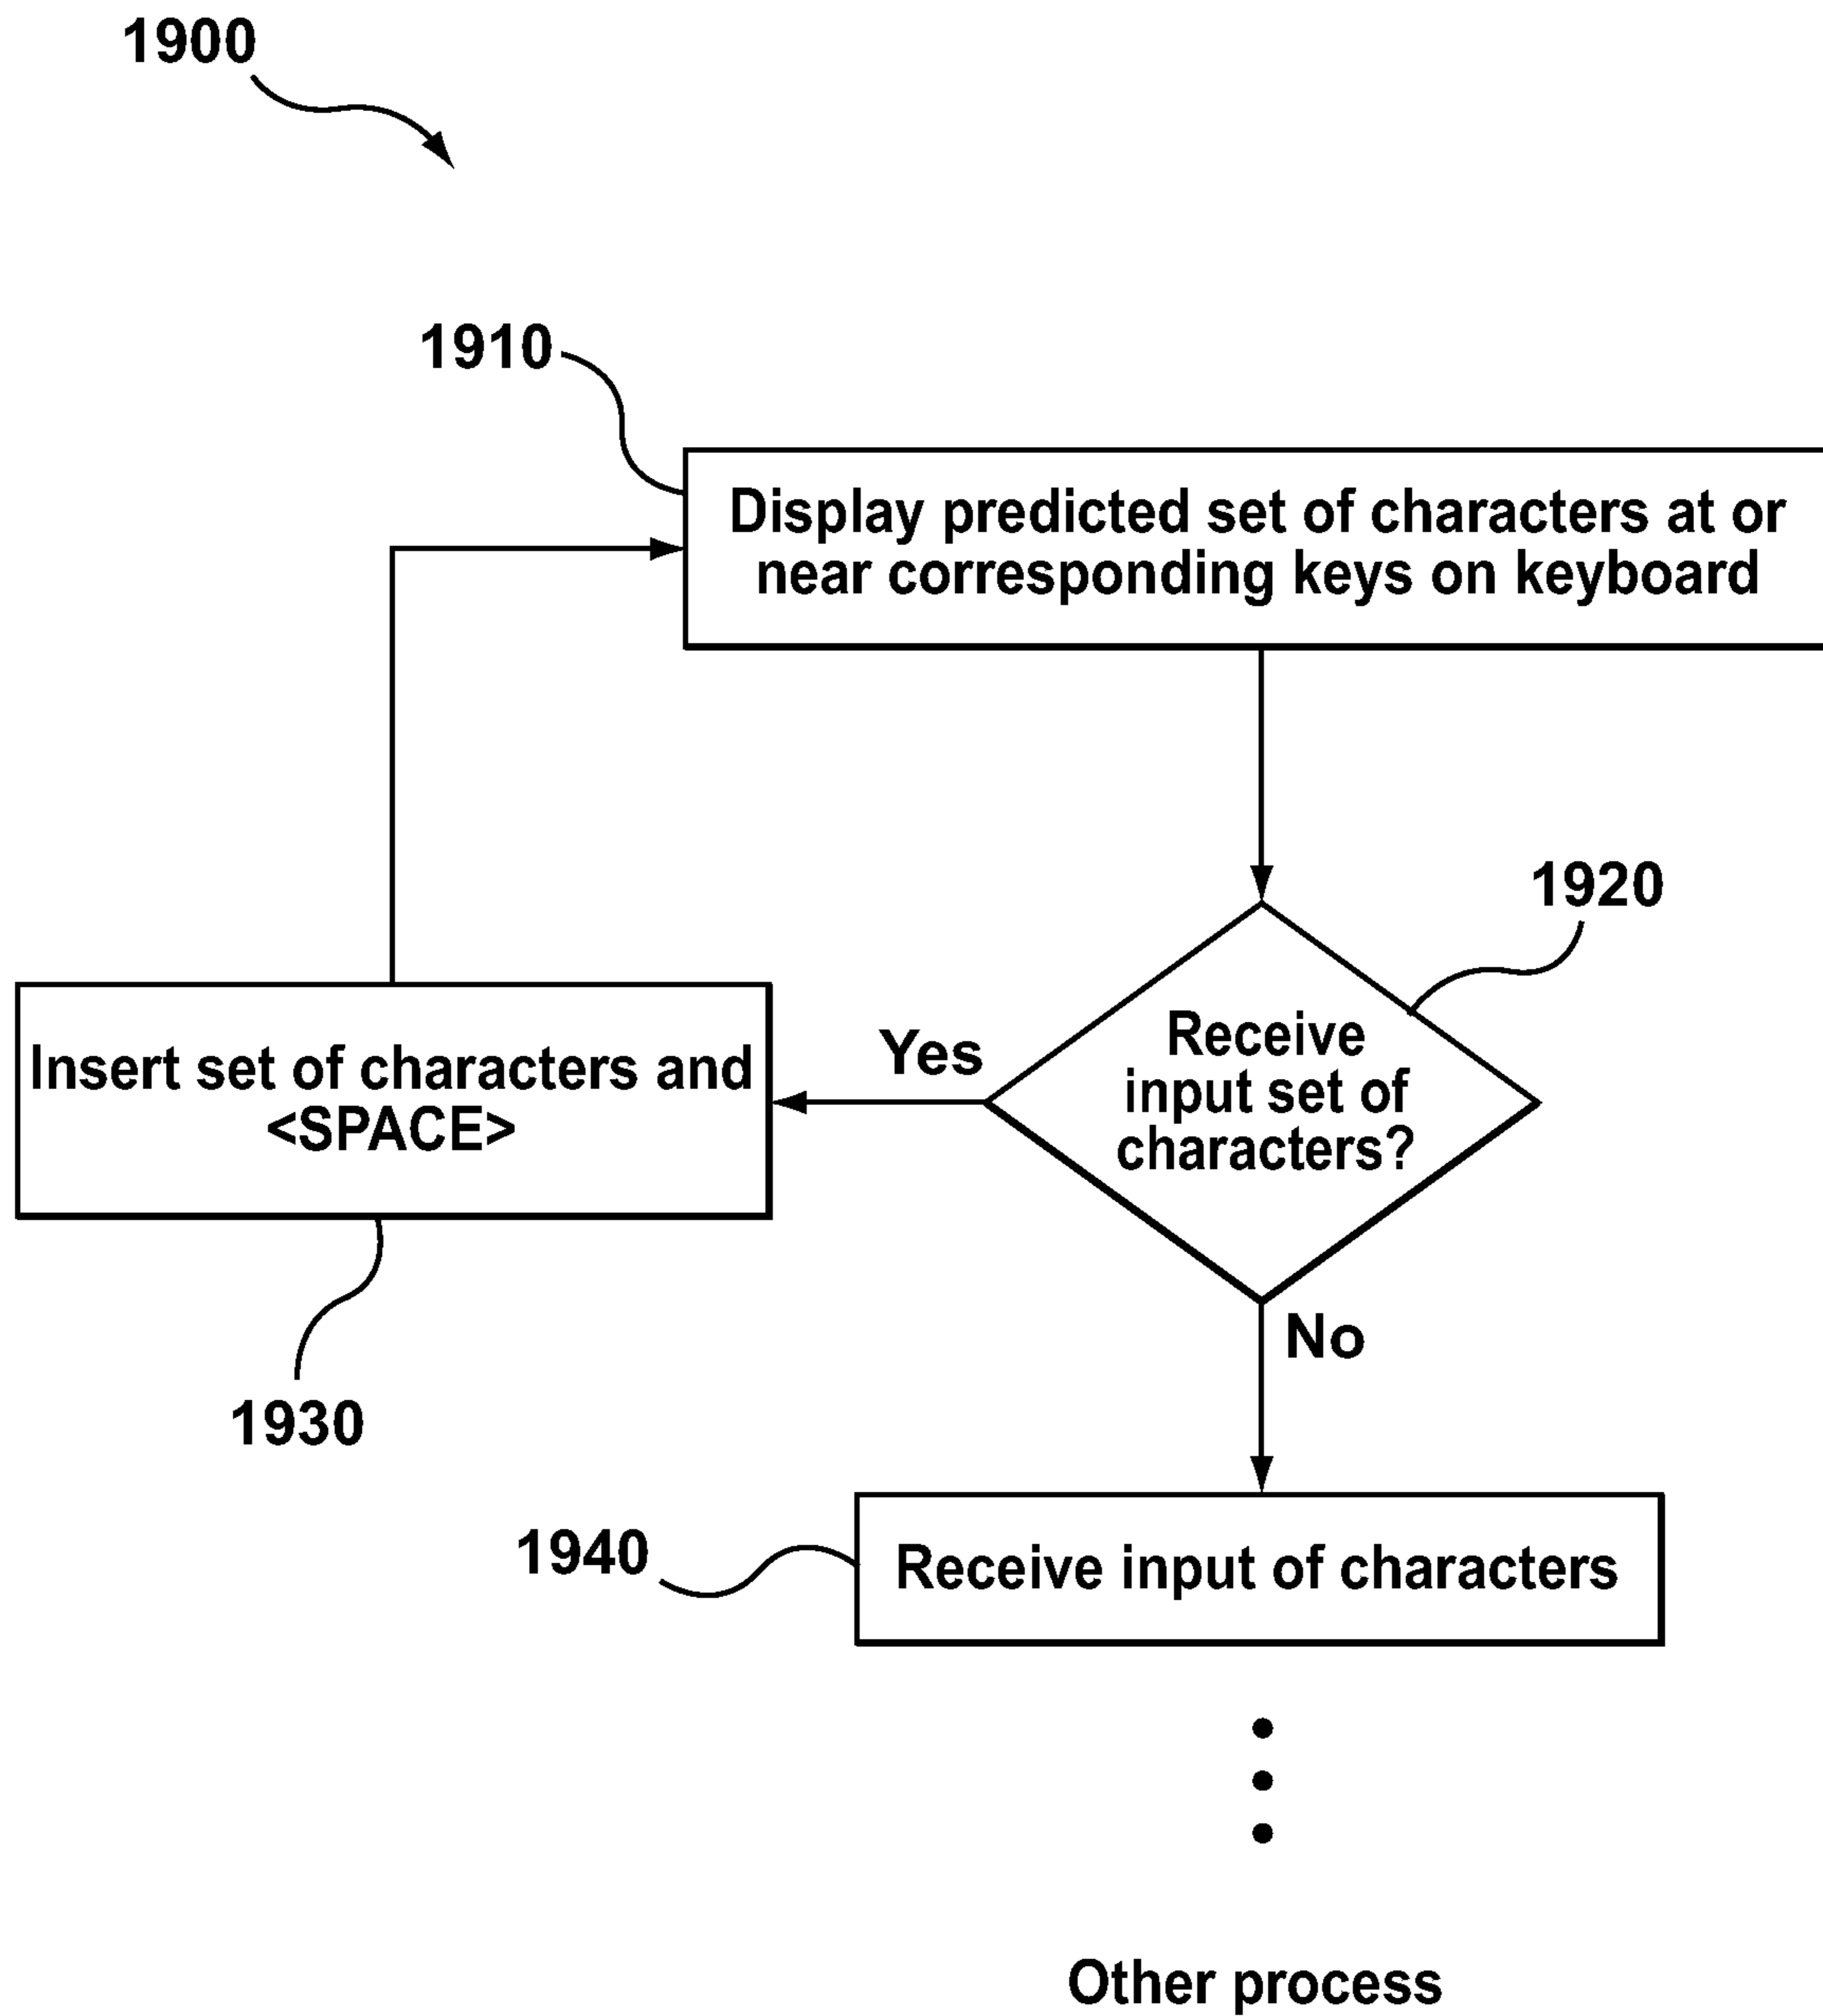 1900
1910
Display predicted set of characters at or
near corresponding keys on keyboard
1920
Receive
input set of
characters?
Yes
Insert set of characters and
<SPACE>
No
1930
1940
Receive input of characters
Other process